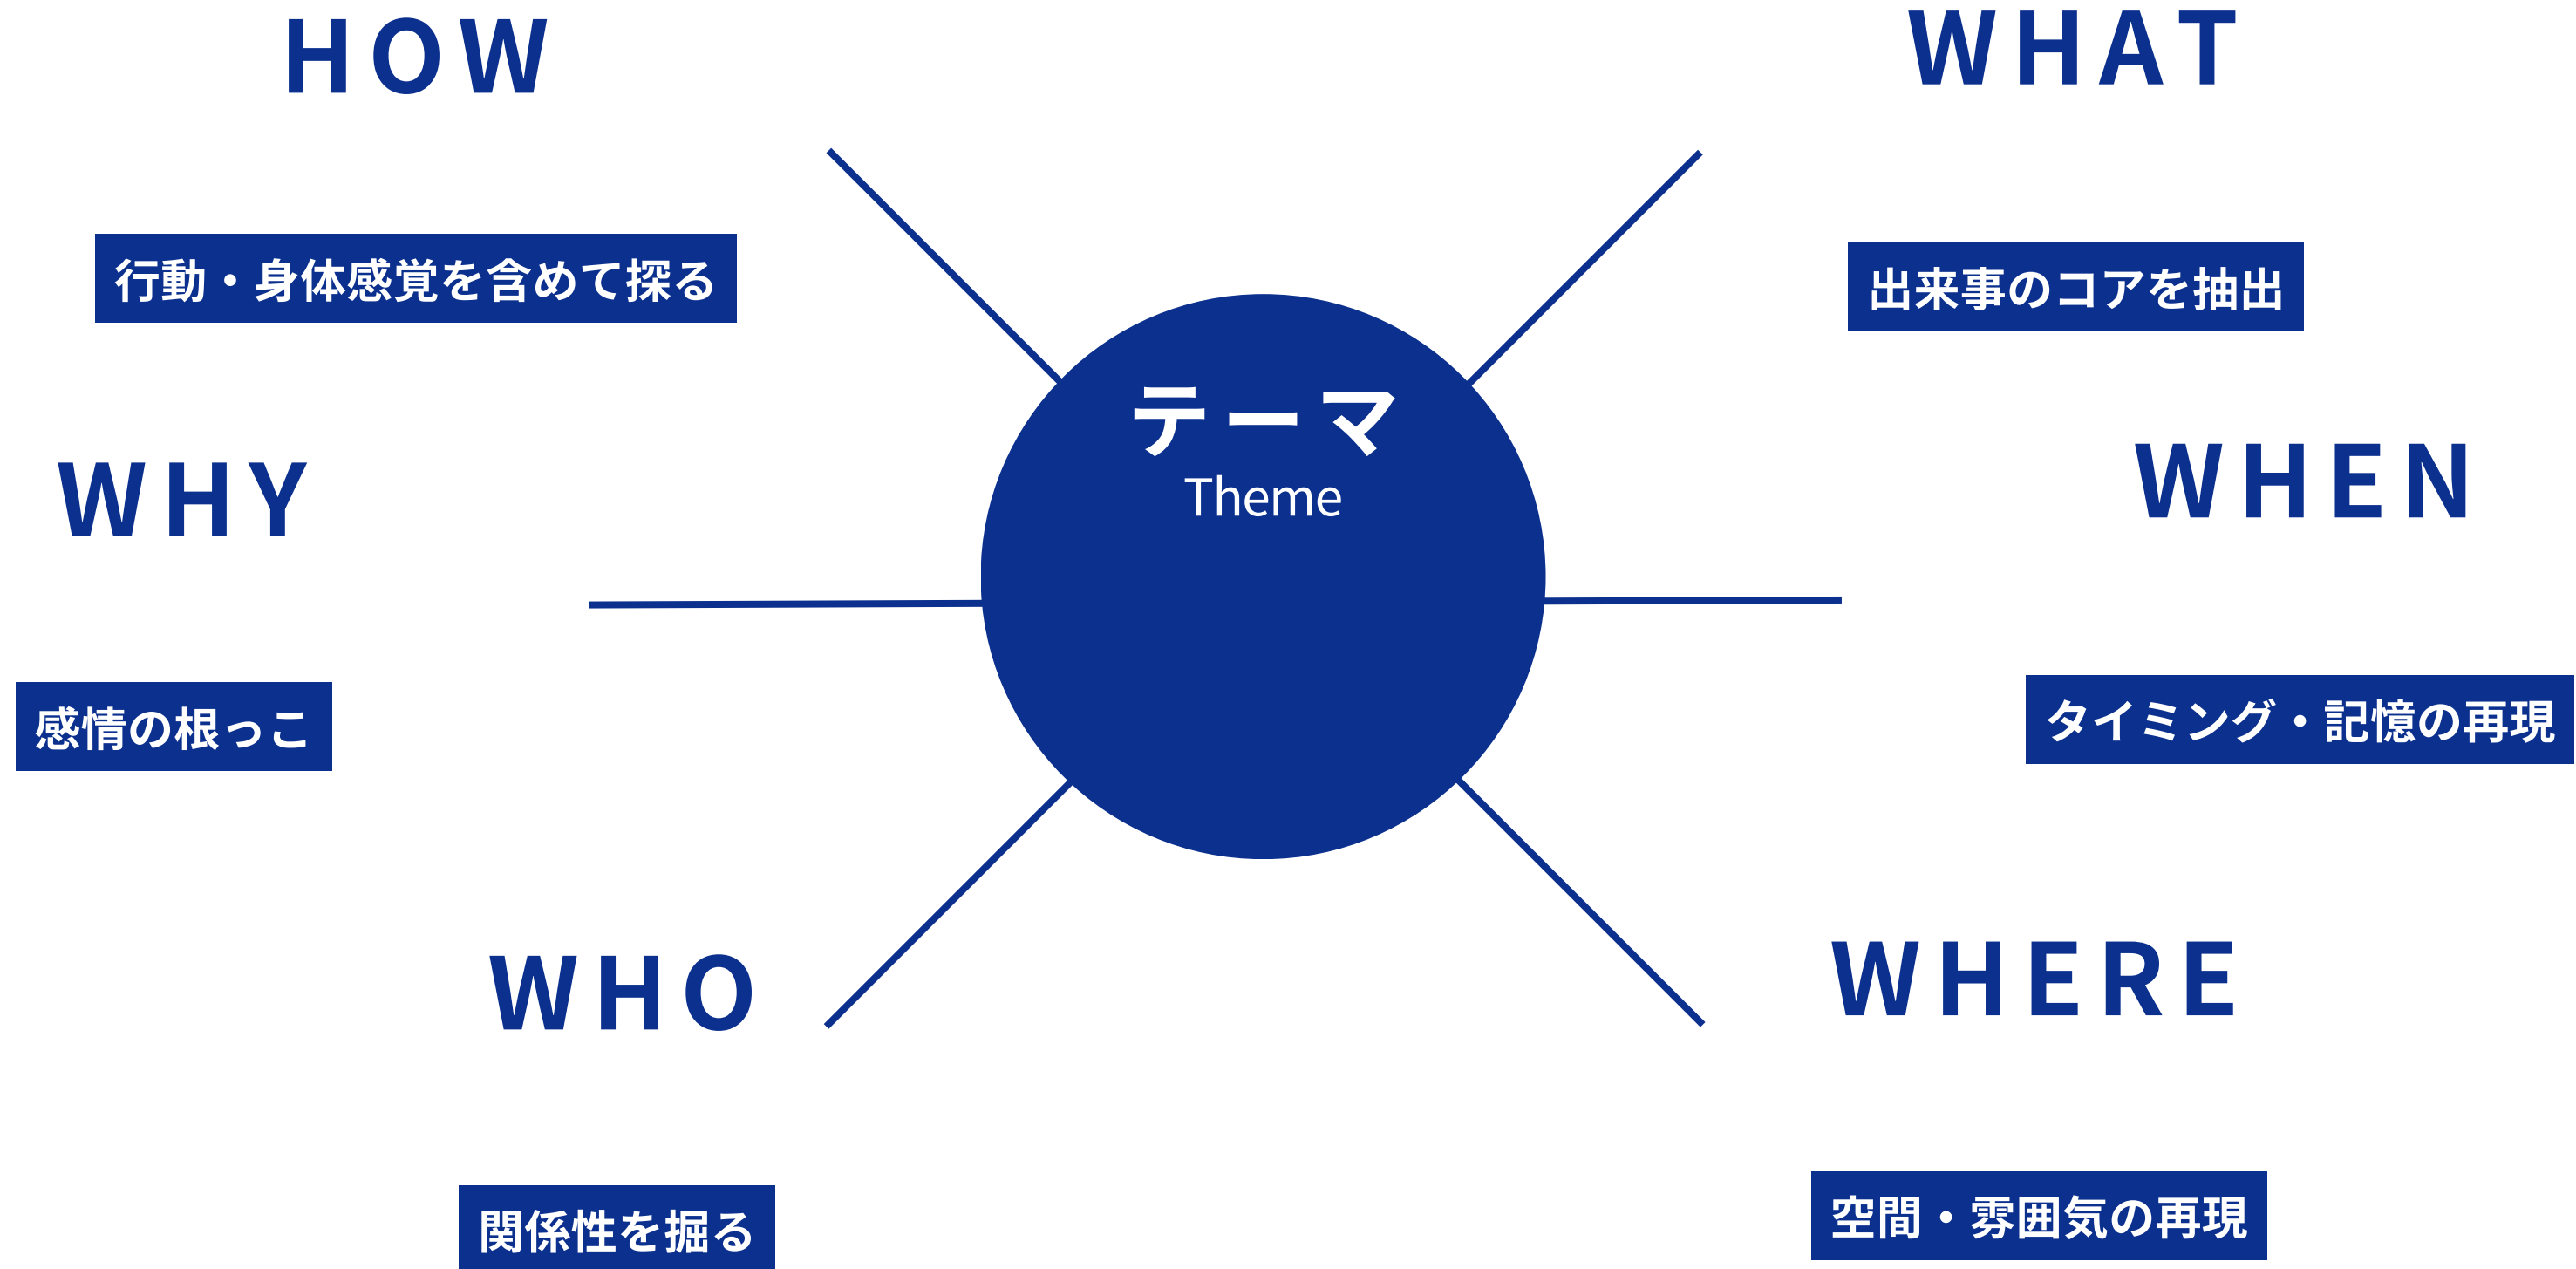 HOW
行動・身体感覚を含めて探る
WHAT
出来事のコアを抽出
テーマ
Theme
WHY
感情の根っこ
WHEN
タイミング・記憶の再現
WHO
関係性を掘る
WHERE
空間・雰囲気の再現